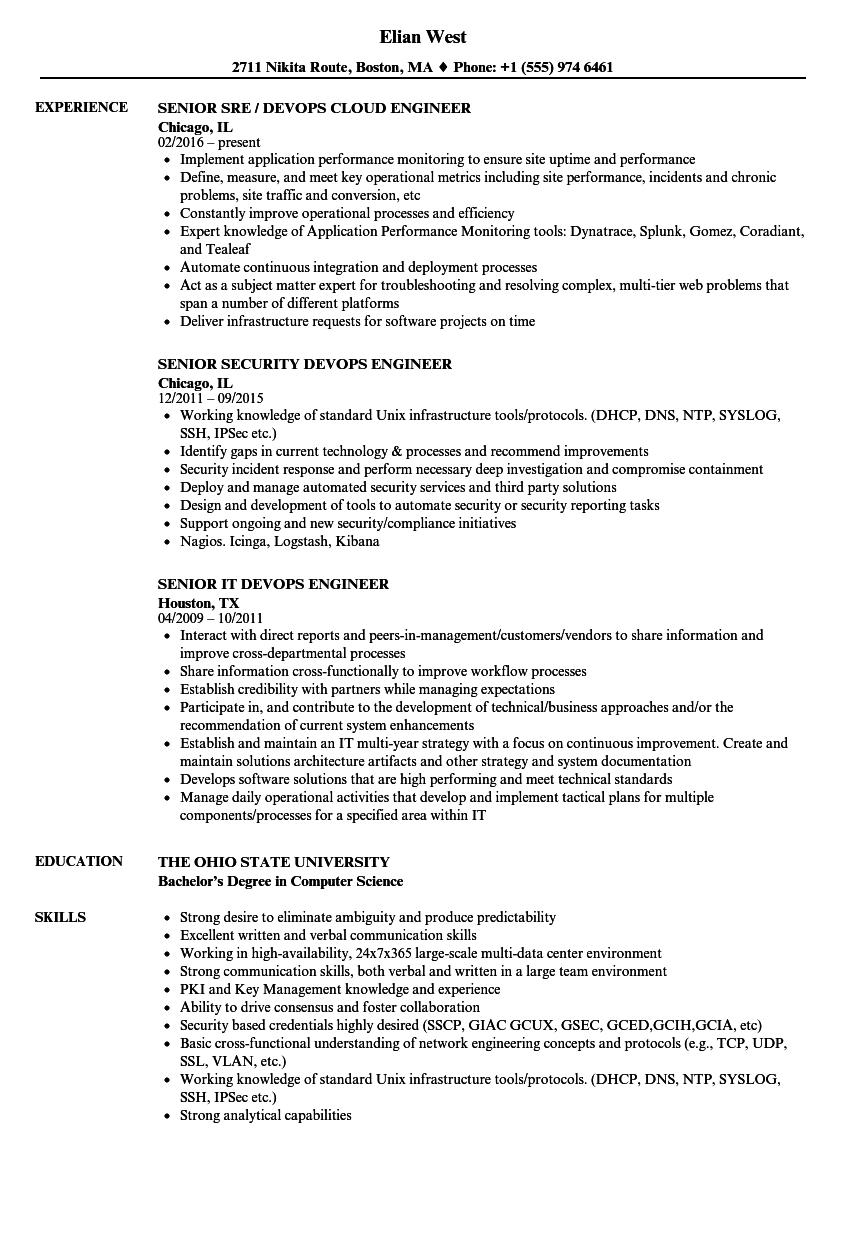 Elian West
2711 Nikita Route, Boston, MA ♦ Phone: +1 (555) 974 6461
EXPERIENCE
SENIOR SRE / DEVOPS CLOUD ENGINEER
Chicago, IL
02/2016 – present
• Implement application performance monitoring to ensure site uptime and performance
• Define, measure, and meet key operational metrics including site performance, incidents and chronic
problems, site traffic and conversion, etc
• Constantly improve operational processes and efficiency
• Expert knowledge of Application Performance Monitoring tools: Dynatrace, Splunk, Gomez, Coradiant,
and Tealeaf
• Automate continuous integration and deployment processes
• Act as a subject matter expert for troubleshooting and resolving complex, multi-tier web problems that
span a number of different platforms
• Deliver infrastructure requests for software projects on time
SENIOR SECURITY DEVOPS ENGINEER
Chicago, IL
12/2011 – 09/2015
• Working knowledge of standard Unix infrastructure tools/protocols. (DHCP, DNS, NTP, SYSLOG,
SSH, IPSec etc.)
• Identify gaps in current technology & processes and recommend improvements
• Security incident response and perform necessary deep investigation and compromise containment
• Deploy and manage automated security services and third party solutions
• Design and development of tools to automate security or security reporting tasks
• Support ongoing and new security/compliance initiatives
• Nagios. Icinga, Logstash, Kibana
SENIOR IT DEVOPS ENGINEER
Houston, TX
04/2009 – 10/2011
• Interact with direct reports and peers-in-management/customers/vendors to share information and
improve cross-departmental processes
• Share information cross-functionally to improve workflow processes
• Establish credibility with partners while managing expectations
• Participate in, and contribute to the development of technical/business approaches and/or the
recommendation of current system enhancements
• Establish and maintain an IT multi-year strategy with a focus on continuous improvement. Create and
maintain solutions architecture artifacts and other strategy and system documentation
• Develops software solutions that are high performing and meet technical standards
• Manage daily operational activities that develop and implement tactical plans for multiple
components/processes for a specified area within IT
EDUCATION
THE OHIO STATE UNIVERSITY
Bachelor's Degree in Computer Science
SKILLS
• Strong desire to eliminate ambiguity and produce predictability
• Excellent written and verbal communication skills
• Working in high-availability, 24x7x365 large-scale multi-data center environment
• Strong communication skills, both verbal and written in a large team environment
• PKI and Key Management knowledge and experience
• Ability to drive consensus and foster collaboration
• Security based credentials highly desired (SSCP, GIAC GCUX, GSEC, GCED,GCIH,GCIA, etc)
• Basic cross-functional understanding of network engineering concepts and protocols (e.g., TCP, UDP,
SSL, VLAN, etc.)
• Working knowledge of standard Unix infrastructure tools/protocols. (DHCP, DNS, NTP, SYSLOG,
SSH, IPSec etc.)
• Strong analytical capabilities